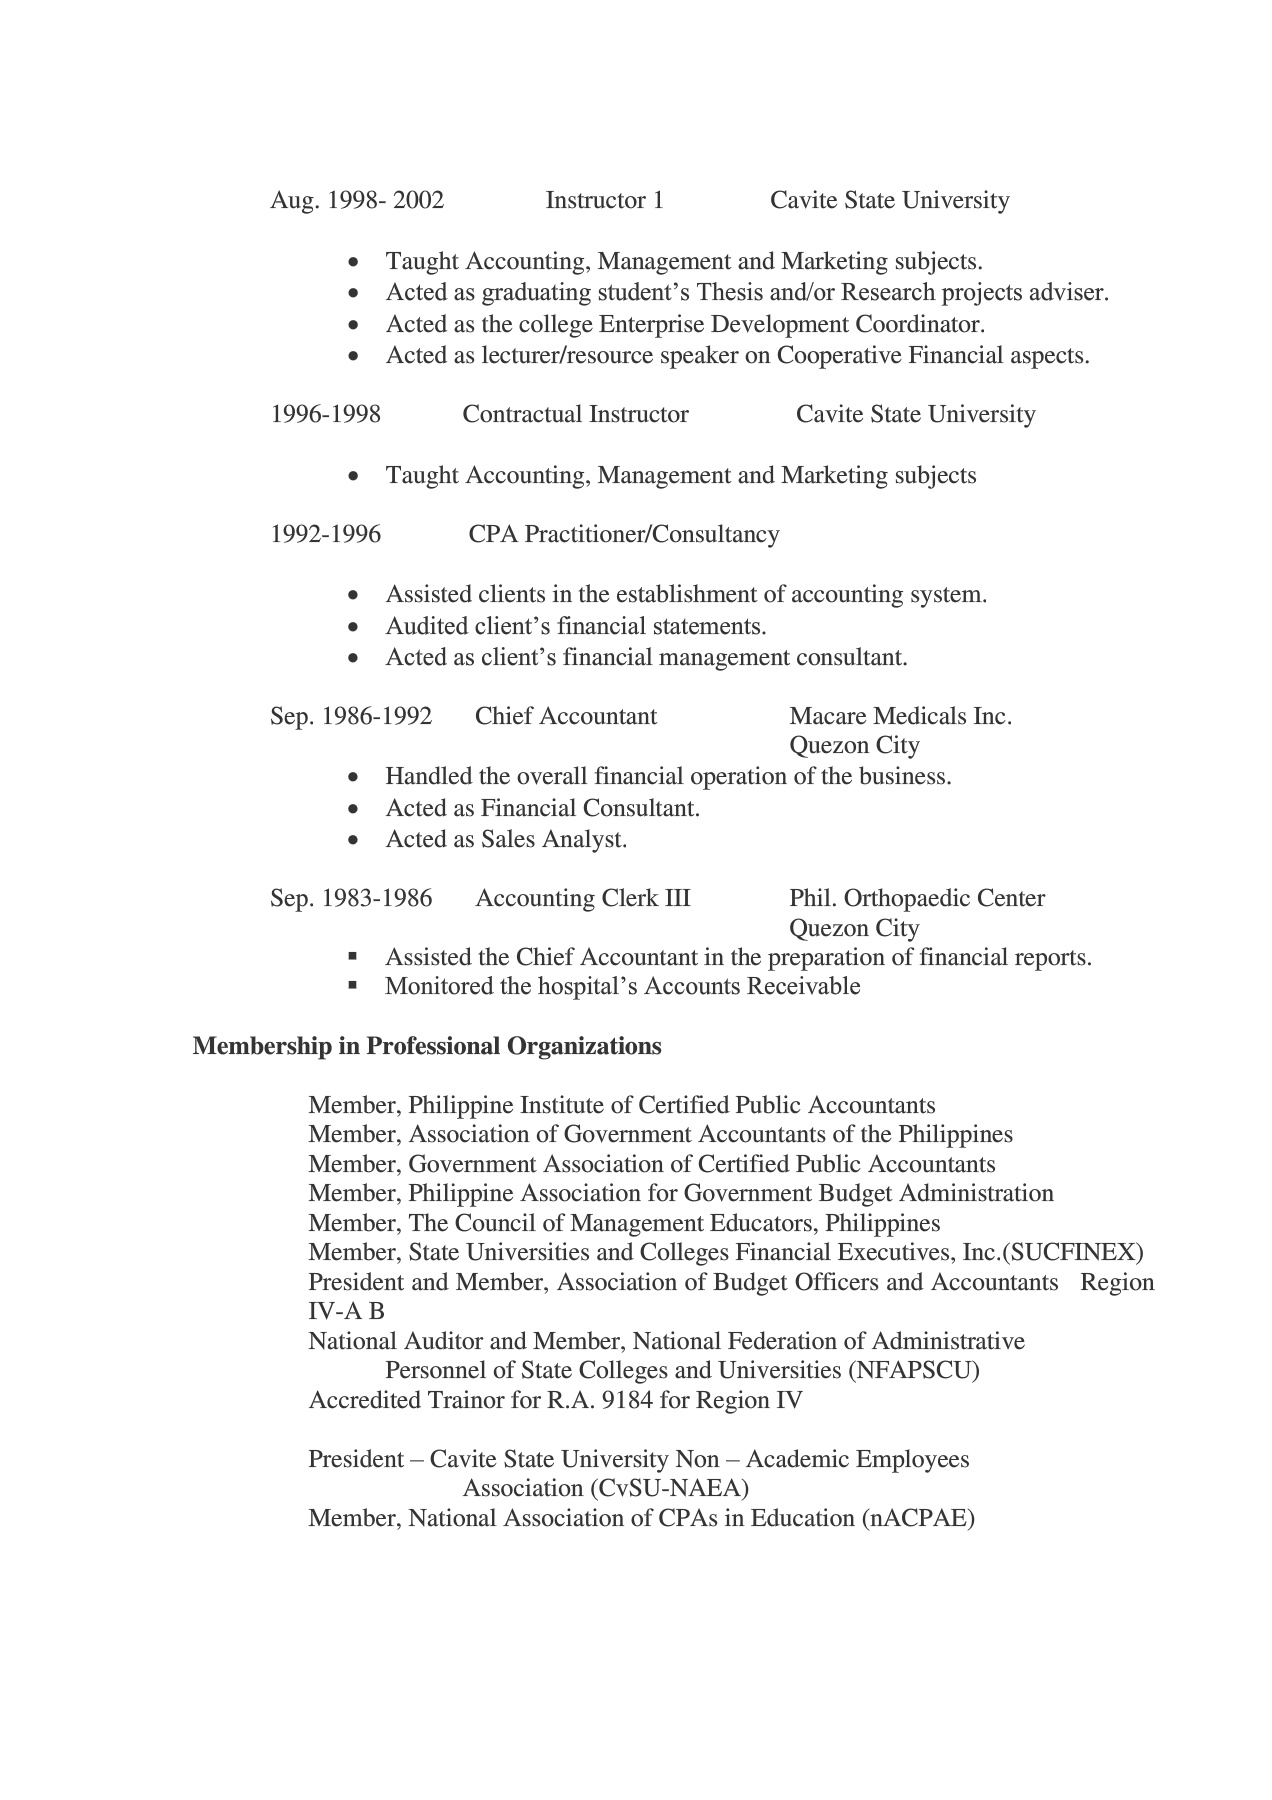 Aug. 1998- 2002 Instructor 1 Cavite State University
• Taught Accounting, Management and Marketing subjects.
• Acted as graduating student’s Thesis and/or Research projects adviser.
• Acted as the college Enterprise Development Coordinator.
• Acted as lecturer/resource speaker on Cooperative Financial aspects.
1996-1998 Contractual Instructor Cavite State University
• Taught Accounting, Management and Marketing subjects
1992-1996 CPA Practitioner/Consultancy
• Assisted clients in the establishment of accounting system.
• Audited client’s financial statements.
• Acted as client’s financial management consultant.
Sep. 1986-1992 Chief Accountant Macare Medicals Inc.
Quezon City
• Handled the overall financial operation of the business.
• Acted as Financial Consultant.
• Acted as Sales Analyst.
Sep. 1983-1986 Accounting Clerk III Phil. Orthopaedic Center
Quezon City
▪ Assisted the Chief Accountant in the preparation of financial reports.
▪ Monitored the hospital’s Accounts Receivable
Membership in Professional Organizations
Member, Philippine Institute of Certified Public Accountants
Member, Association of Government Accountants of the Philippines
Member, Government Association of Certified Public Accountants
Member, Philippine Association for Government Budget Administration
Member, The Council of Management Educators, Philippines
Member, State Universities and Colleges Financial Executives, Inc.(SUCFINEX)
President and Member, Association of Budget Officers and Accountants Region
IV-A B
National Auditor and Member, National Federation of Administrative
Personnel of State Colleges and Universities (NFAPSCU)
Accredited Trainor for R.A. 9184 for Region IV
President – Cavite State University Non – Academic Employees
Association (CvSU-NAEA)
Member, National Association of CPAs in Education (nACPAE)